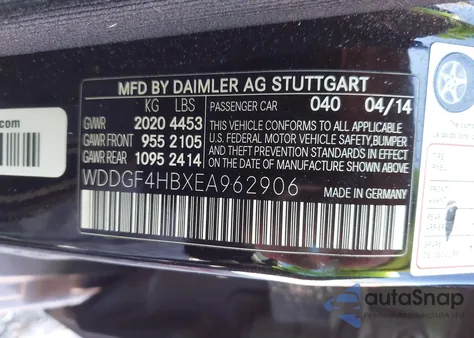 MFD BY DAIMLER AG STUTTGART
KG LBS PASSENGER CAR 040 04/14
GVWR 2020 4453
GAWR FRONT 955 2105
GAWR REAR 1095 2414
THIS VEHICLE CONFORMS TO ALL APPLICABLE
U.S. FEDERAL MOTOR VEHICLE SAFETY, BUMPER
AND THEFT PREVENTION STANDARDS IN EFFECT
ON THE DATE OF MANUFACTURE SHOWN ABOVE.
WDDGF4HBXEA962906 MADE IN GERMANY
.com
autoSnap